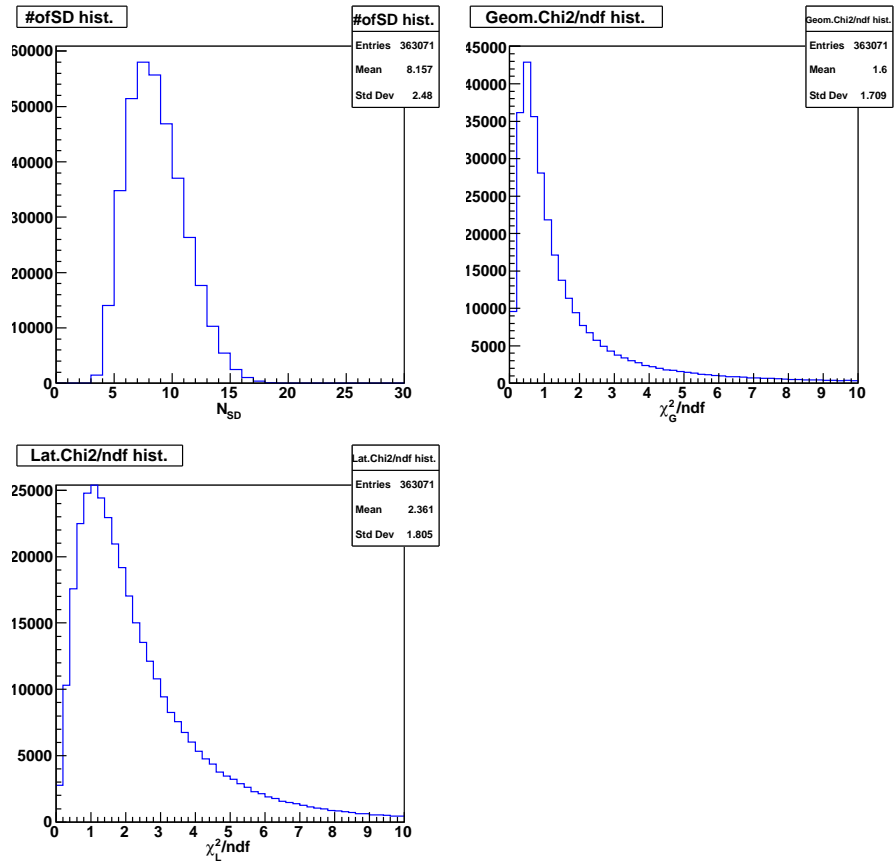 #ofSD hist.
#ofSD hist.
Entries 363071
Mean 8.157
Std Dev 2.48
60000
50000
40000
30000
20000
10000
0
0 5 10 15 20 25 30
N_SD
Geom.Chi2/ndf hist.
Geom.Chi2/ndf hist.
Entries 363071
Mean 1.6
Std Dev 1.709
45000
40000
35000
30000
25000
20000
15000
10000
5000
0
0 1 2 3 4 5 6 7 8 9 10
χ²_G/ndf
Lat.Chi2/ndf hist.
Lat.Chi2/ndf hist.
Entries 363071
Mean 2.361
Std Dev 1.805
25000
20000
15000
10000
5000
0
0 1 2 3 4 5 6 7 8 9 10
χ²_L/ndf